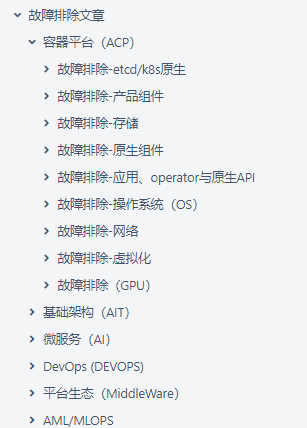 故障排除文章
容器平台（ACP）
故障排除-etcd/k8s原生
故障排除-产品组件
故障排除-存储
故障排除-原生组件
故障排除-应用、operator与原生API
故障排除-操作系统（OS）
故障排除-网络
故障排除-虚拟化
故障排除（GPU）
基础架构（AIT）
微服务（AI）
DevOps (DEVOPS)
平台生态（MiddleWare）
AML/MLOPS